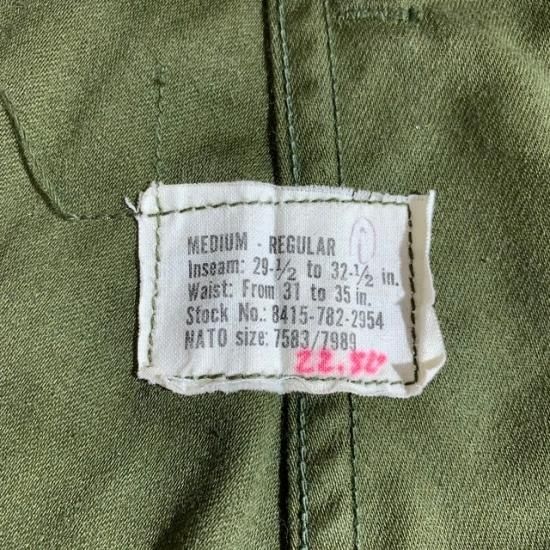 MEDIUM - REGULAR
Inseam: 29-1/2 to 32-1/2 in.
Waist: From 31 to 35 in.
Stock No.: 8415-782-2954
NATO size: 7583/7989
22.80